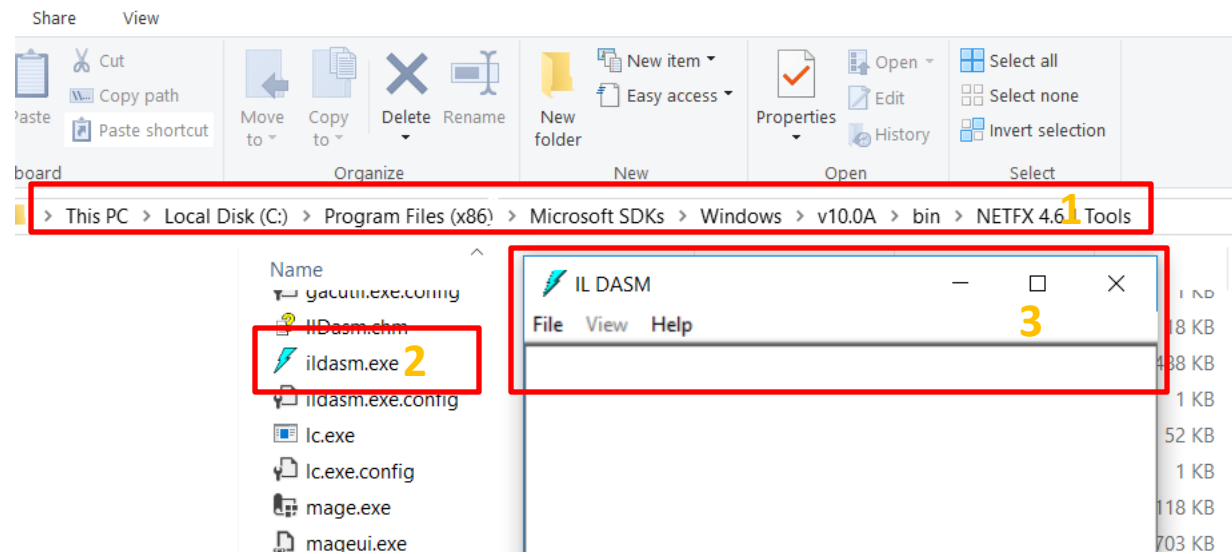 Share View
Cut
Copy path
Paste
Paste shortcut
Move to
Copy to
Delete
Rename
New folder
New item
Easy access
Properties
Open
Edit
History
Select all
Select none
Invert selection
board Organize New Open Select
> This PC > Local Disk (C:) > Program Files (x86) > Microsoft SDKs > Windows > v10.0A > bin > NETFX 4.6.1 Tools
1
Name
gacutil.exe.config 1 KB
IlDasm.chm 18 KB
ildasm.exe 2
ildasm.exe.config 1 KB
lc.exe 52 KB
lc.exe.config 1 KB
mage.exe 118 KB
mageui.exe 703 KB
IL DASM
File View Help
3